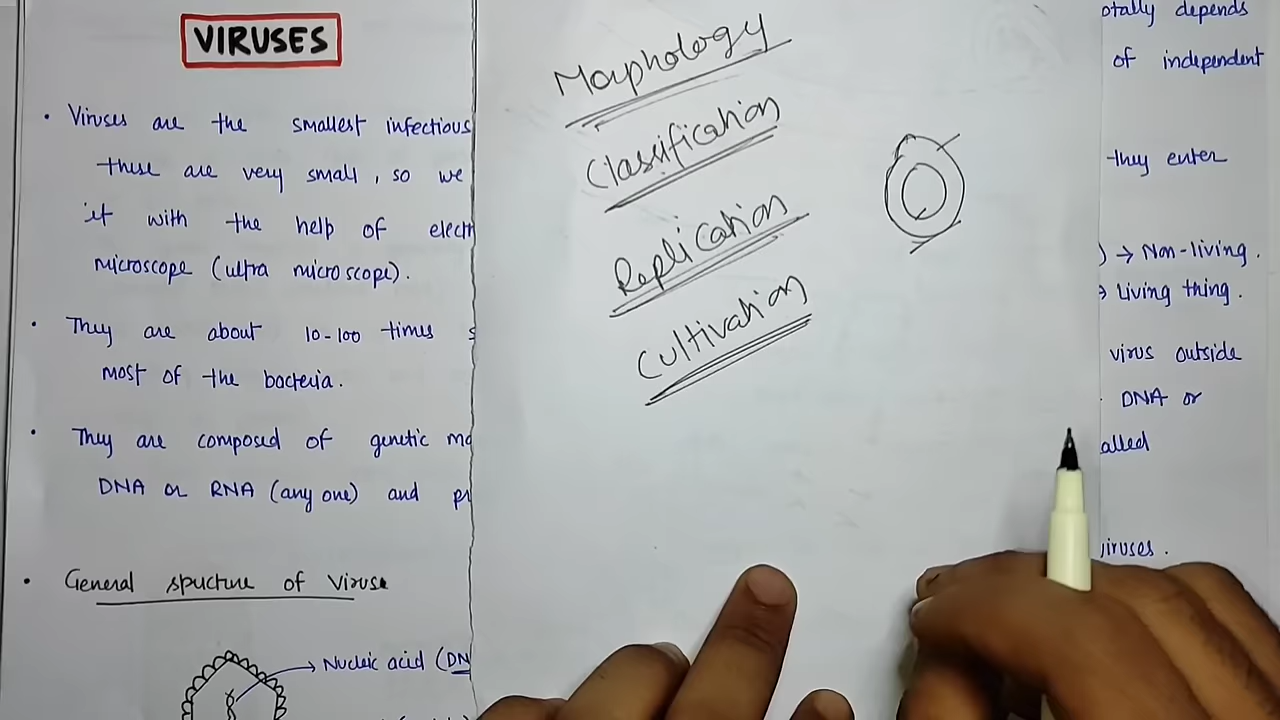 VIRUSES
• Viruses are the smallest infectious
these are very small, so we
it with the help of elect
microscope (ultra microscope).
• They are about 10-100 times s
most of the bacteria.
• They are composed of genetic ma
DNA or RNA (any one) and pr
• General structure of Viruse
→ Nucleic acid (DN
Morphology
Classification
Replication
Cultivation
otally depends
of independent
they enter
) → Non-living.
→ Living thing.
virus outside
DNA or
alled
viruses.